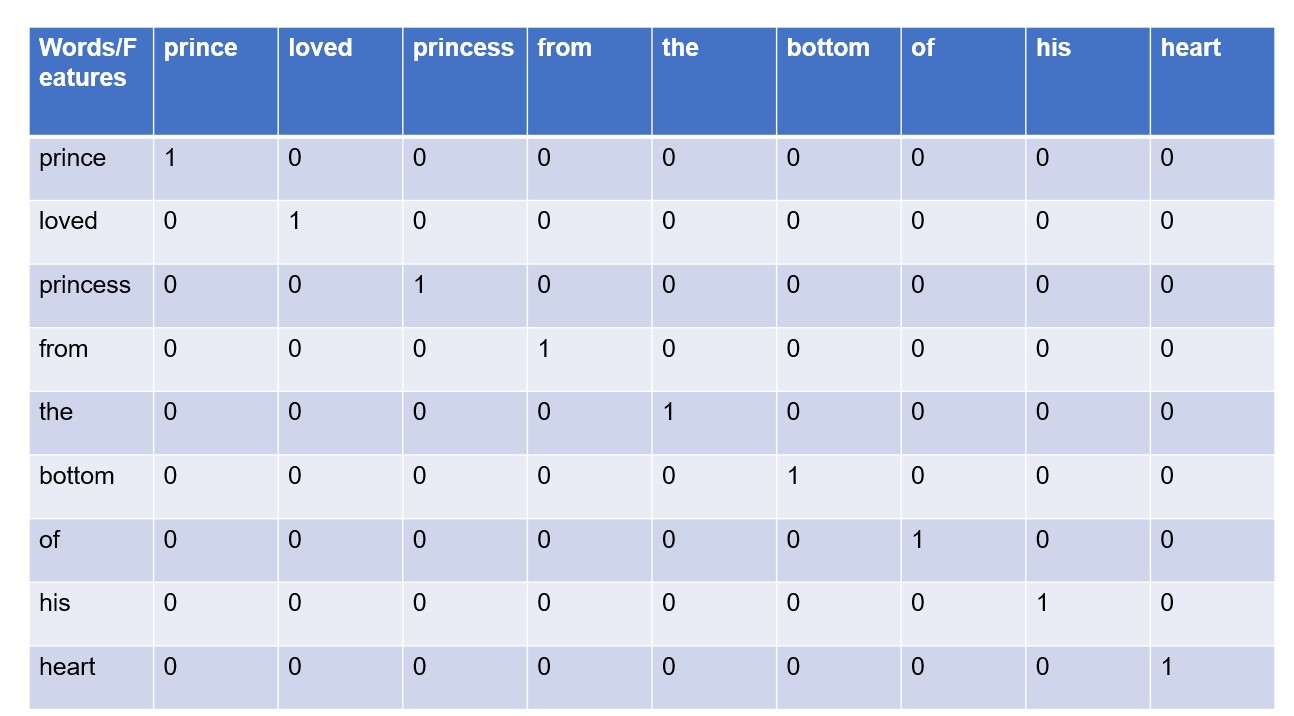 Words/F prince loved princess from the bottom of his heart
eatures
prince 1 0 0 0 0 0 0 0 0
loved 0 1 0 0 0 0 0 0 0
princess 0 0 1 0 0 0 0 0 0
from 0 0 0 1 0 0 0 0 0
the 0 0 0 0 1 0 0 0 0
bottom 0 0 0 0 0 1 0 0 0
of 0 0 0 0 0 0 1 0 0
his 0 0 0 0 0 0 0 1 0
heart 0 0 0 0 0 0 0 0 1